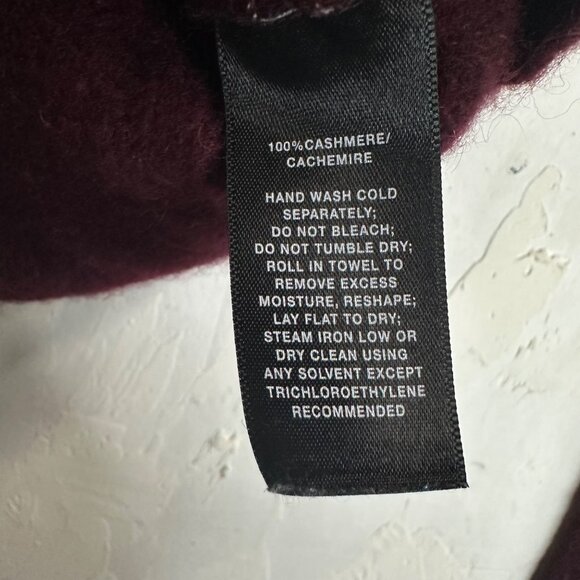 100%CASHMERE/
CACHEMIRE
HAND WASH COLD
SEPARATELY;
DO NOT BLEACH;
DO NOT TUMBLE DRY;
ROLL IN TOWEL TO
REMOVE EXCESS
MOISTURE, RESHAPE;
LAY FLAT TO DRY;
STEAM IRON LOW OR
DRY CLEAN USING
ANY SOLVENT EXCEPT
TRICHLOROETHYLENE
RECOMMENDED